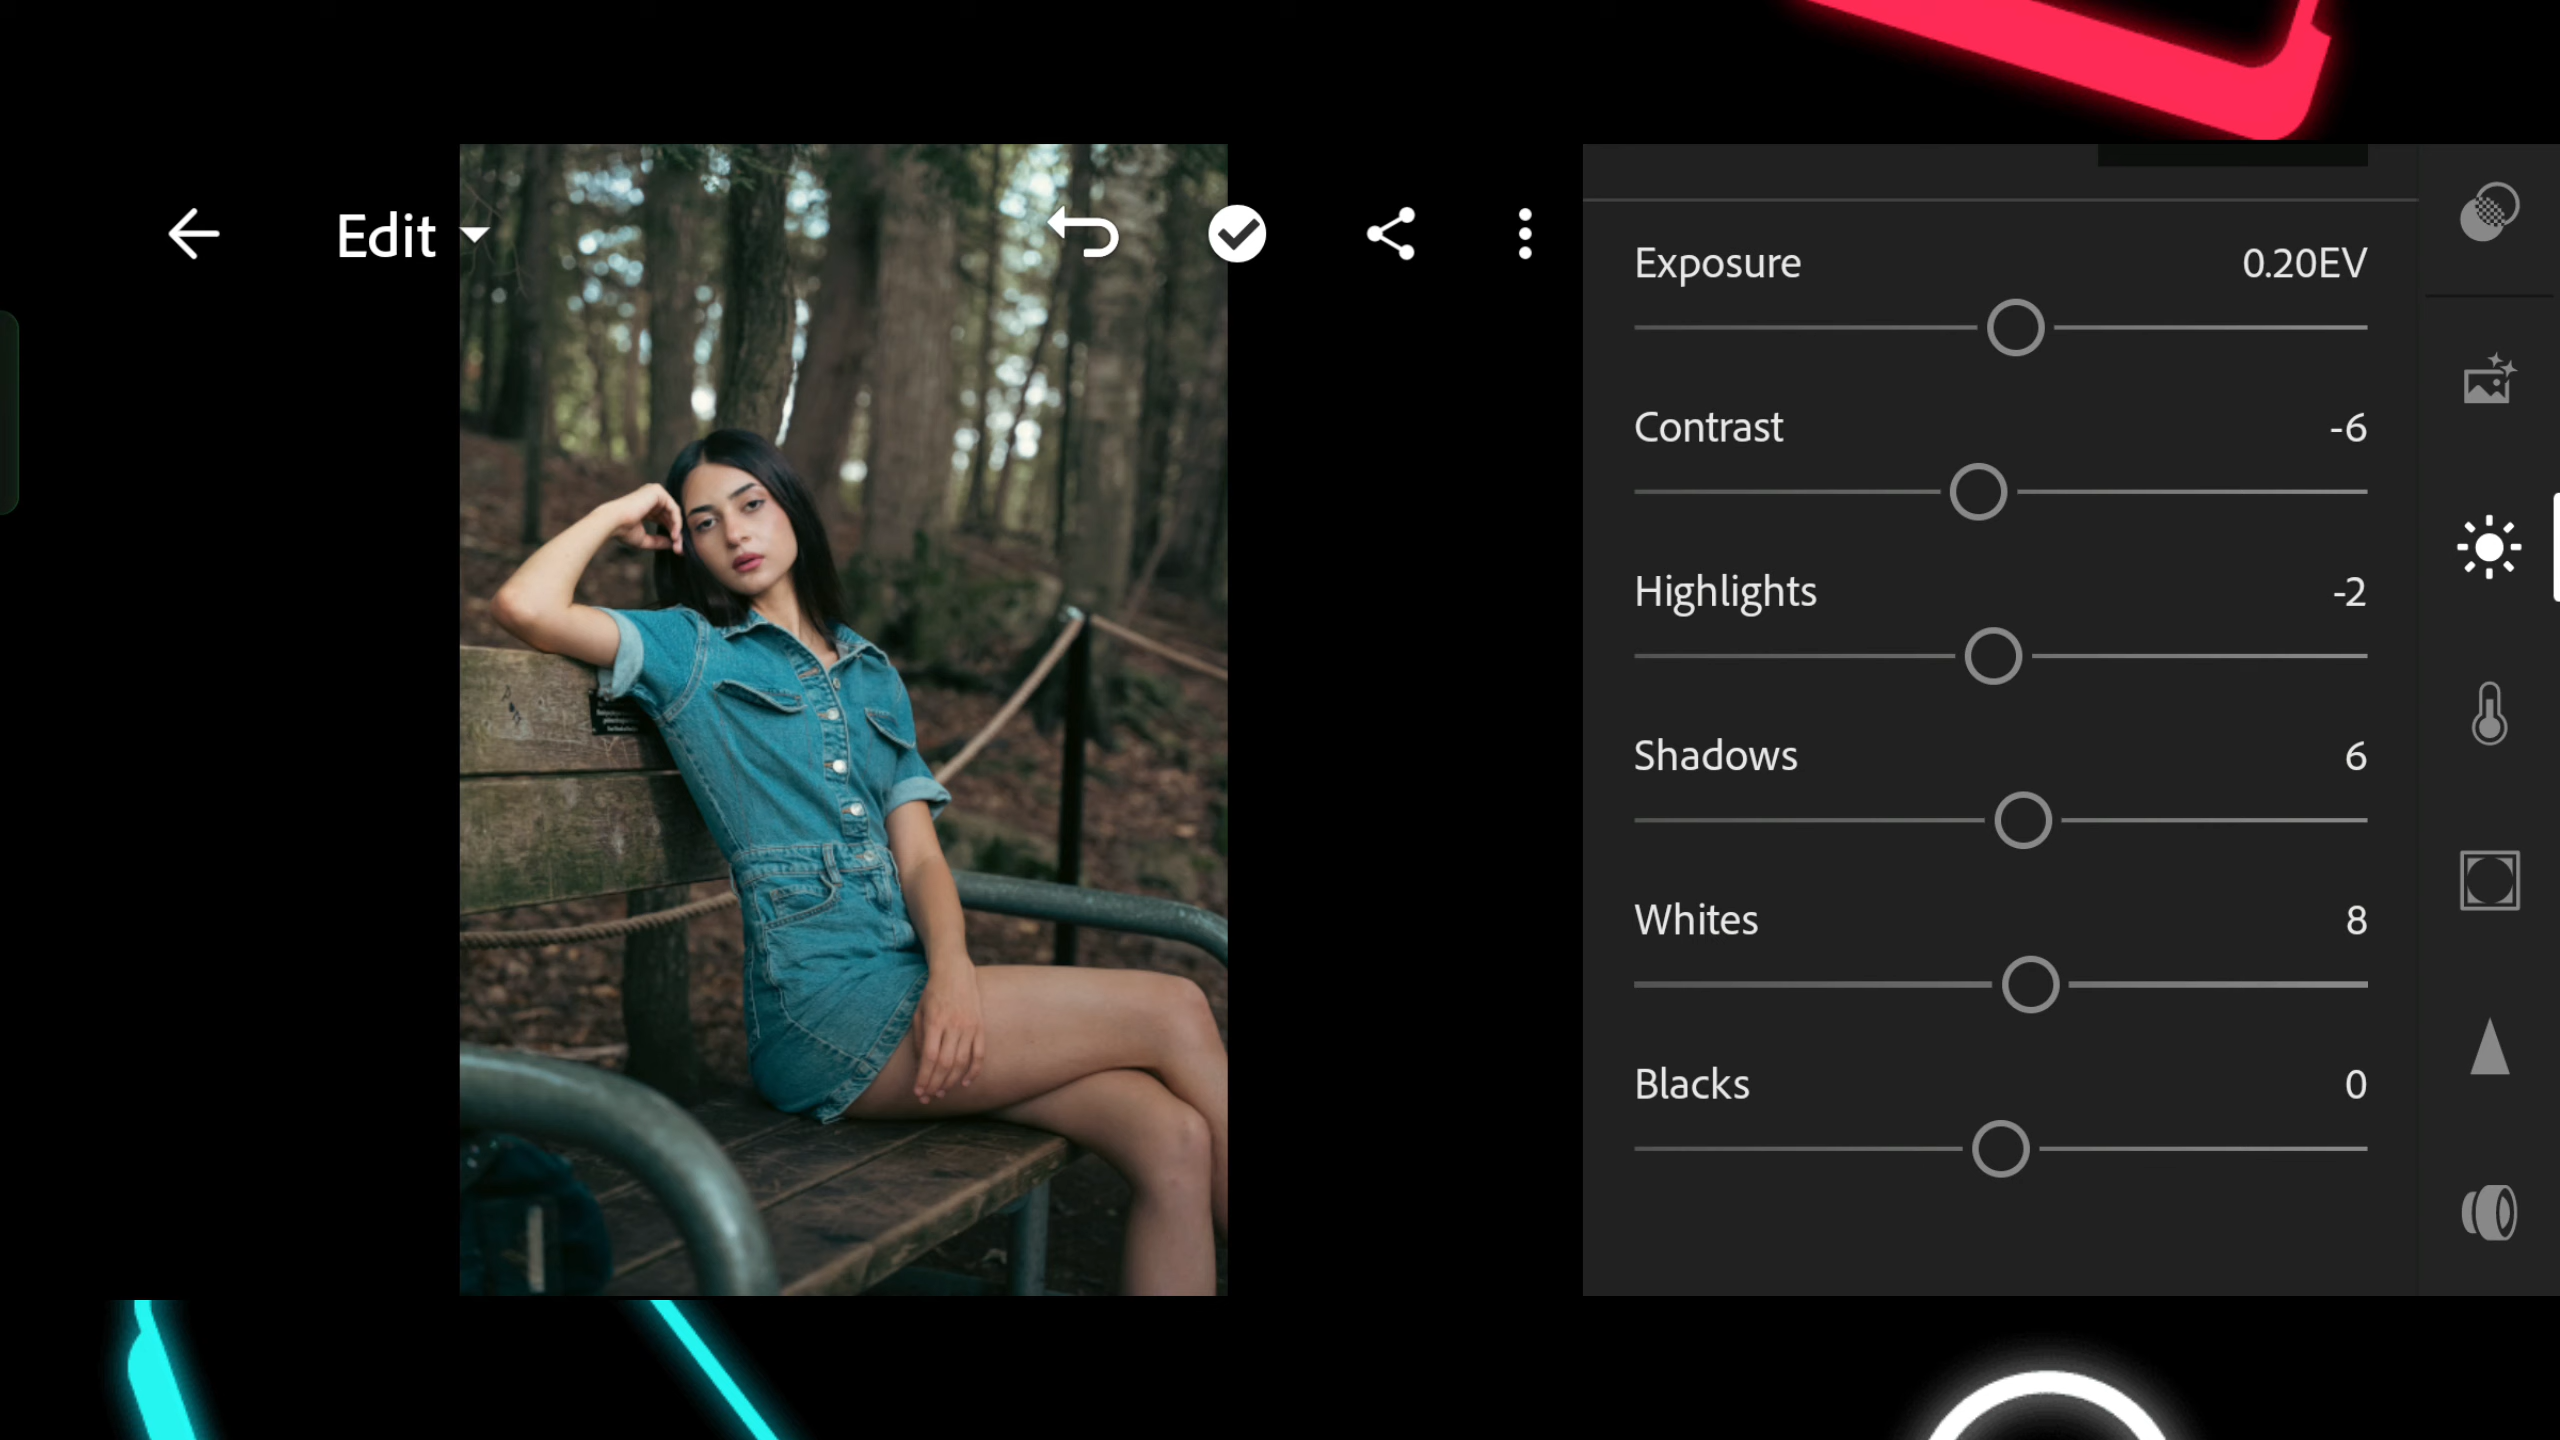 Edit
Exposure 0.20EV
Contrast -6
Highlights -2
Shadows 6
Whites 8
Blacks 0